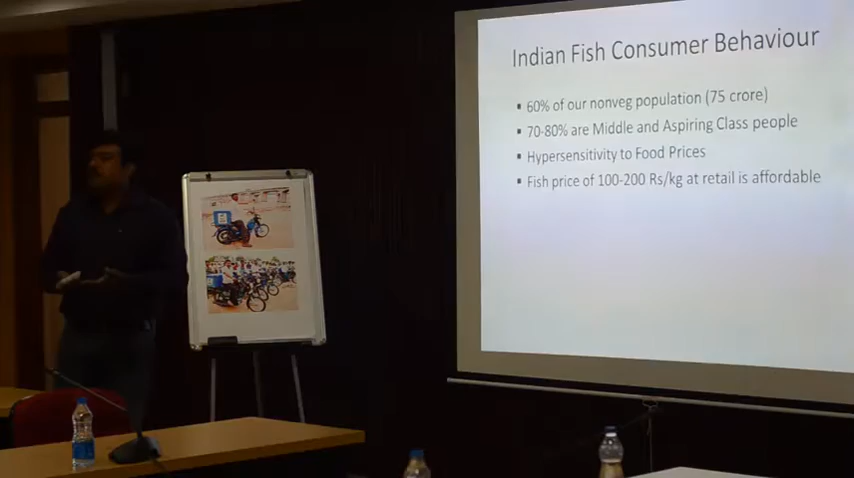 Indian Fish Consumer Behaviour
▪ 60% of our nonveg population (75 crore)
▪ 70-80% are Middle and Aspiring Class people
▪ Hypersensitivity to Food Prices
▪ Fish price of 100-200 Rs/kg at retail is affordable